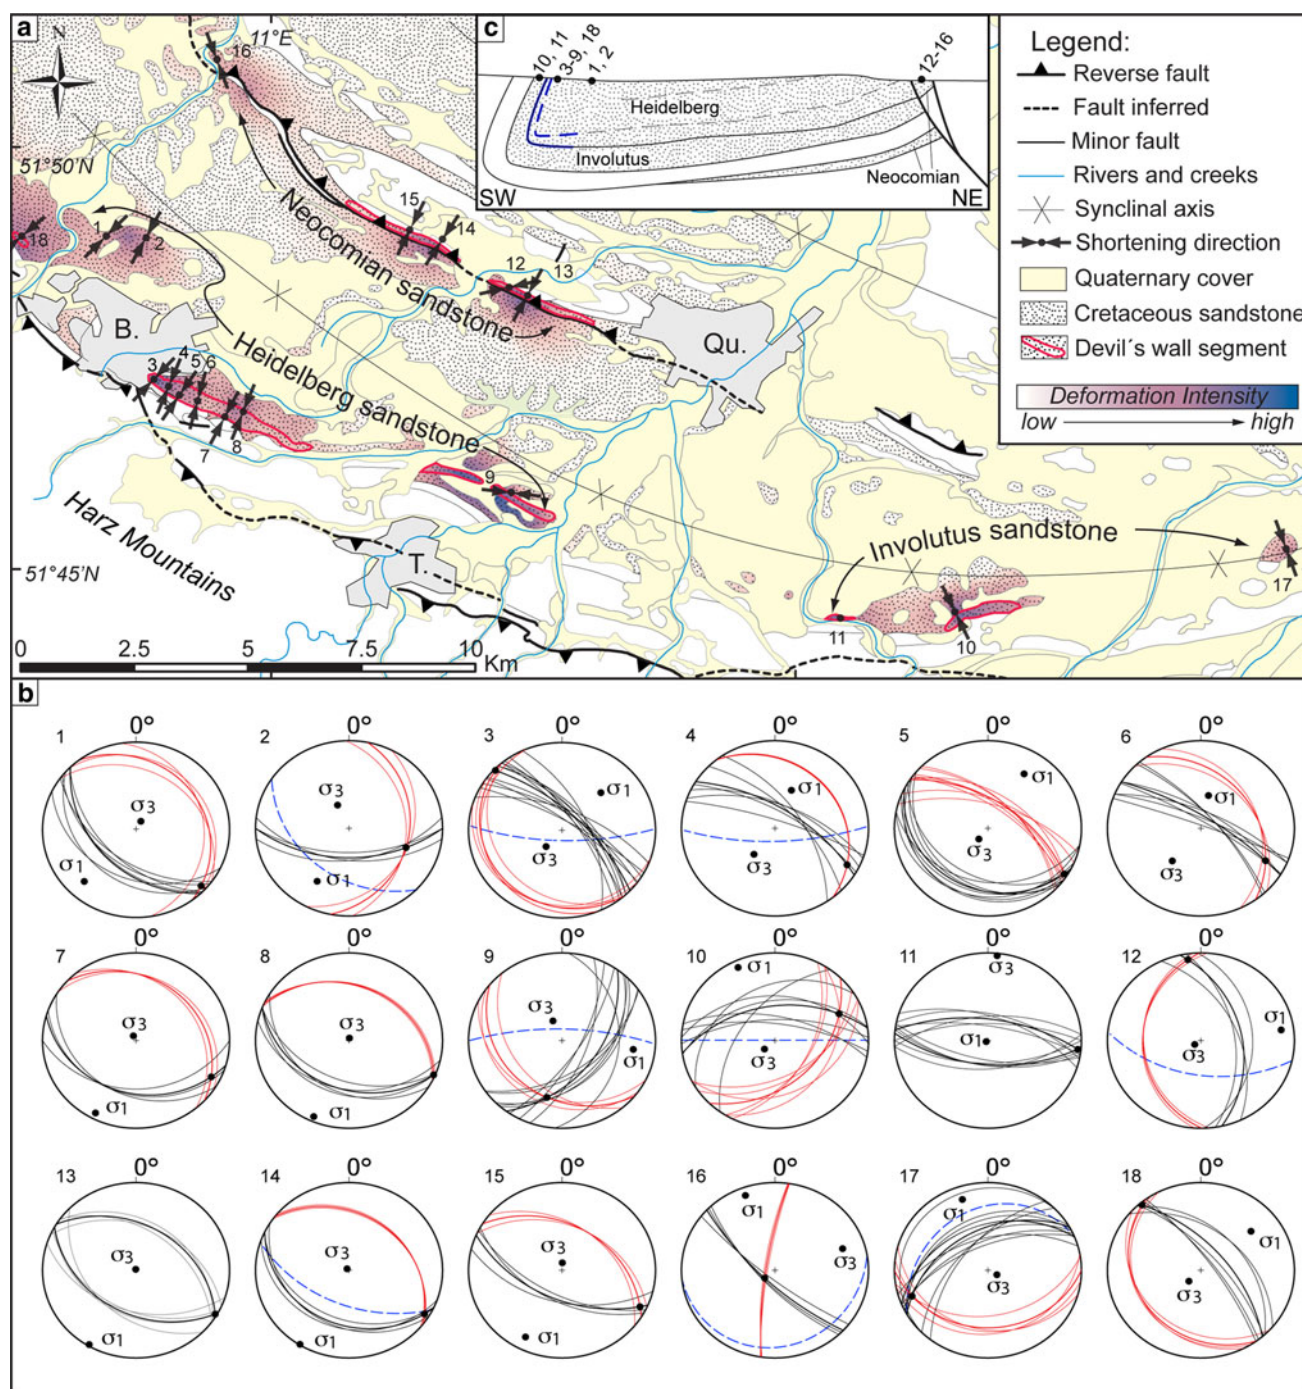 a
N
11°E
16
51°50'N
15
14
18
1
2
12
13
Neocomian sandstone
B.
Qu.
Heidelberg sandstone
3
4
5
6
7
8
9
Harz Mountains
51°45'N
T.
Involutus sandstone
17
11
10
0
2.5
5
7.5
10
Km
c
10, 11
3-9, 18
1, 2
12-16
Heidelberg
Involutus
Neocomian
SW
NE
Legend:
Reverse fault
Fault inferred
Minor fault
Rivers and creeks
Synclinal axis
Shortening direction
Quaternary cover
Cretaceous sandstone
Devil´s wall segment
Deformation Intensity
low
high
b
1
0°
σ3
σ1
2
0°
σ3
σ1
3
0°
σ1
σ3
4
0°
σ1
σ3
5
0°
σ1
σ3
6
0°
σ1
σ3
7
0°
σ3
σ1
8
0°
σ3
σ1
9
0°
σ3
σ1
10
0°
σ1
σ3
11
0°
σ3
σ1
12
0°
σ1
σ3
13
0°
σ3
σ1
14
0°
σ3
σ1
15
0°
σ3
σ1
16
0°
σ1
σ3
17
0°
σ1
σ3
18
0°
σ1
σ3